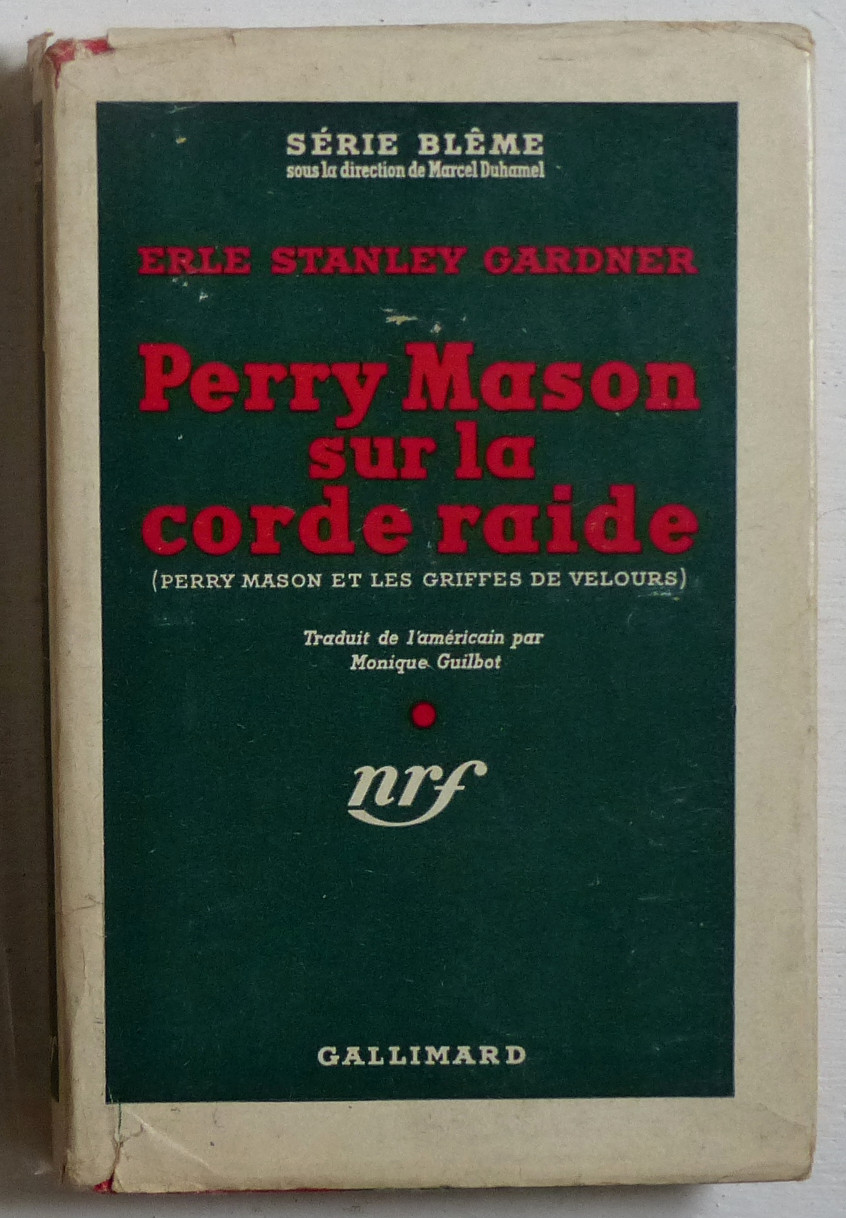 SÉRIE BLÊME
sous la direction de Marcel Duhamel
ERLE STANLEY GARDNER
Perry Mason
sur la
corde raide
(PERRY MASON ET LES GRIFFES DE VELOURS)
Traduit de l'américain par
Monique Guilbot
nrf
GALLIMARD